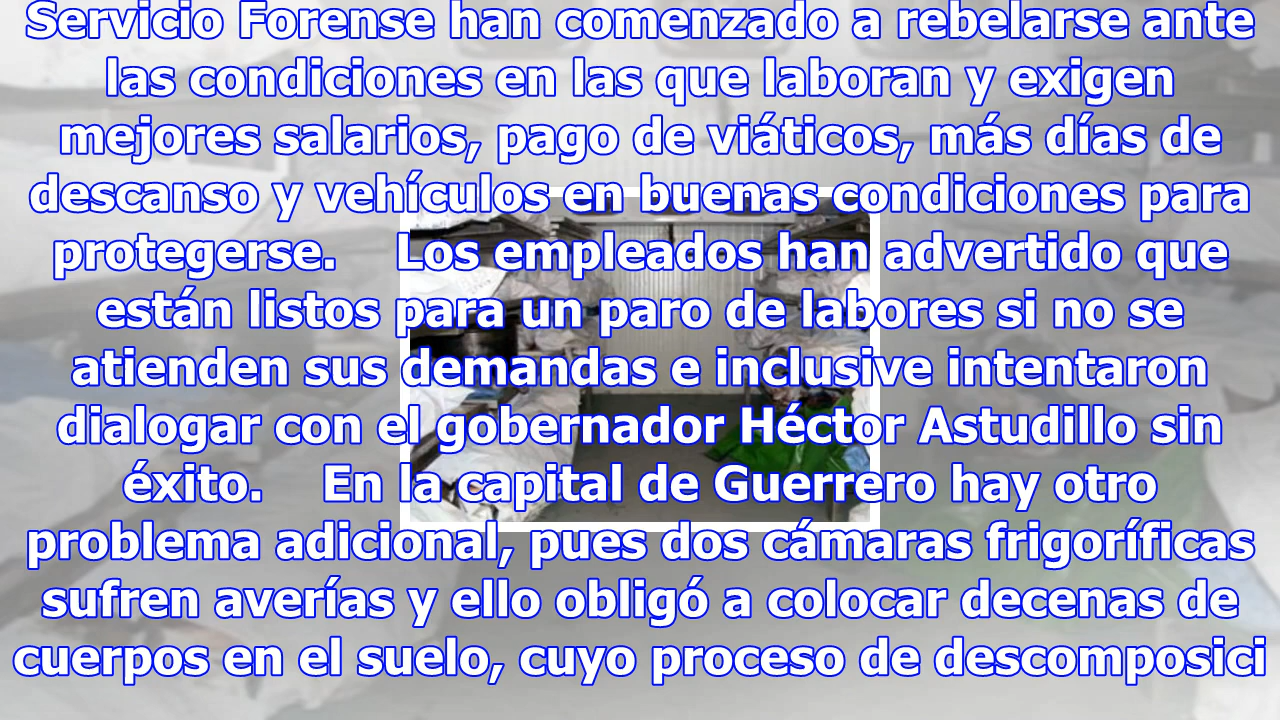 Servicio Forense han comenzado a rebelarse ante
las condiciones en las que laboran y exigen
mejores salarios, pago de viáticos, más días de
descanso y vehículos en buenas condiciones para
protegerse. Los empleados han advertido que
están listos para un paro de labores si no se
atienden sus demandas e inclusive intentaron
dialogar con el gobernador Héctor Astudillo sin
éxito. En la capital de Guerrero hay otro
problema adicional, pues dos cámaras frigoríficas
sufren averías y ello obligó a colocar decenas de
cuerpos en el suelo, cuyo proceso de descomposici